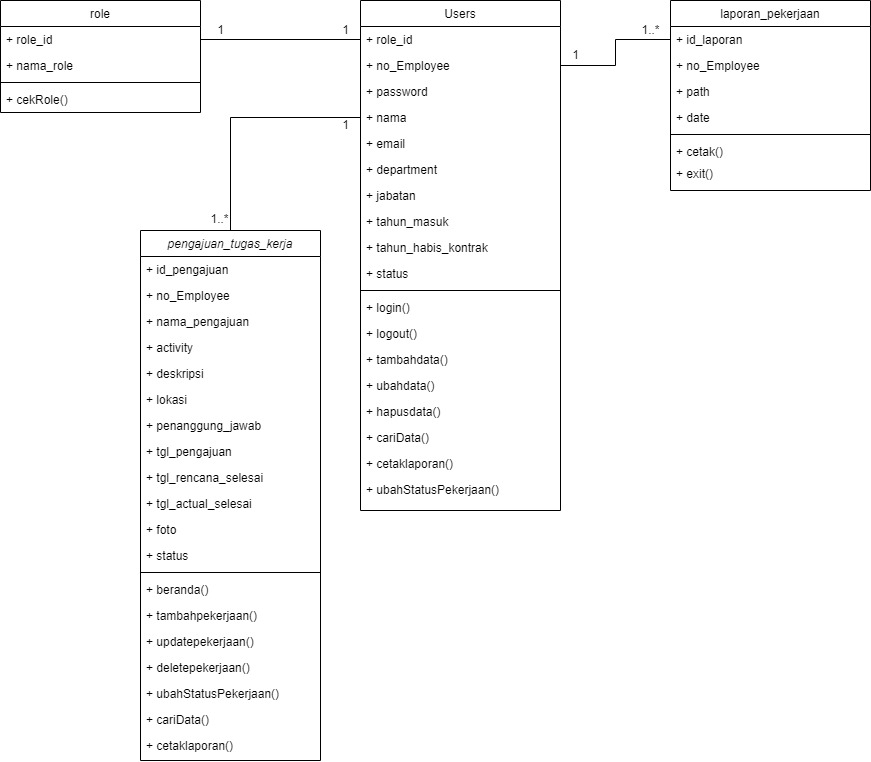 role
+ role_id
+ nama_role
+ cekRole()
1
1
Users
+ role_id
+ no_Employee
+ password
+ nama
+ email
+ department
+ jabatan
+ tahun_masuk
+ tahun_habis_kontrak
+ status
+ login()
+ logout()
+ tambahdata()
+ ubahdata()
+ hapusdata()
+ cariData()
+ cetaklaporan()
+ ubahStatusPekerjaan()
1
1..*
laporan_pekerjaan
+ id_laporan
+ no_Employee
+ path
+ date
+ cetak()
+ exit()
1
1..*
pengajuan_tugas_kerja
+ id_pengajuan
+ no_Employee
+ nama_pengajuan
+ activity
+ deskripsi
+ lokasi
+ penanggung_jawab
+ tgl_pengajuan
+ tgl_rencana_selesai
+ tgl_actual_selesai
+ foto
+ status
+ beranda()
+ tambahpekerjaan()
+ updatepekerjaan()
+ deletepekerjaan()
+ ubahStatusPekerjaan()
+ cariData()
+ cetaklaporan()